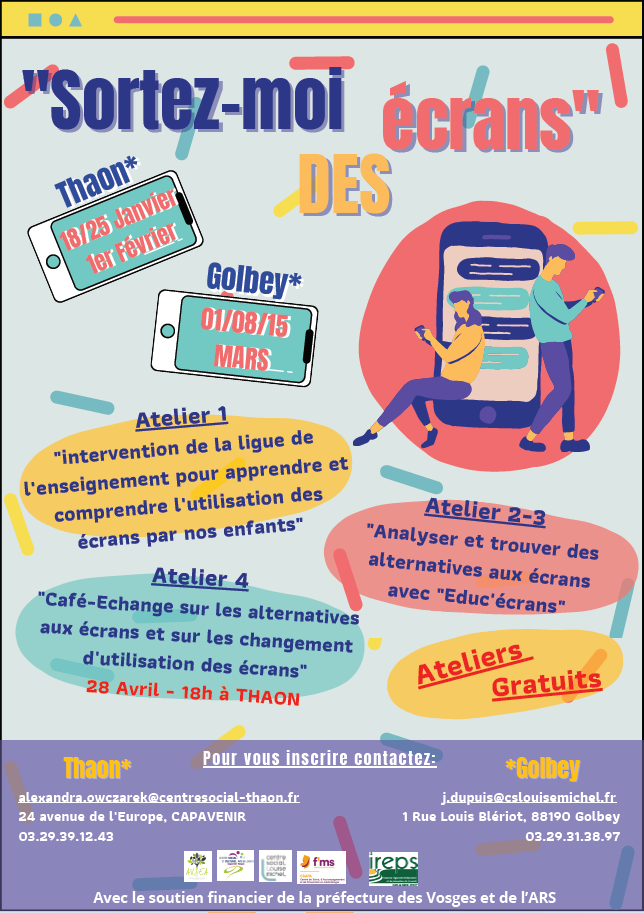 "Sortez-moi
DES
écrans"
Thaon*
18/25 Janvier
1er Février
Golbey*
01/08/15
MARS
Atelier 1
"intervention de la ligue de
l'enseignement pour apprendre et
comprendre l'utilisation des
écrans par nos enfants"
Atelier 2-3
"Analyser et trouver des
alternatives aux écrans
avec "Educ'écrans"
Atelier 4
"Café-Echange sur les alternatives
aux écrans et sur les changement
d'utilisation des écrans"
28 Avril - 18h à THAON
Ateliers
Gratuits
Pour vous inscrire contactez:
Thaon*
alexandra.owczarek@centresocial-thaon.fr
24 avenue de l'Europe, CAPAVENIR
03.29.39.12.43
*Golbey
j.dupuis@cslouisemichel.fr
1 Rue Louis Blériot, 88190 Golbey
03.29.31.38.97
centre
social
Louise
michel
ireps
Avec le soutien financier de la préfecture des Vosges et de l'ARS